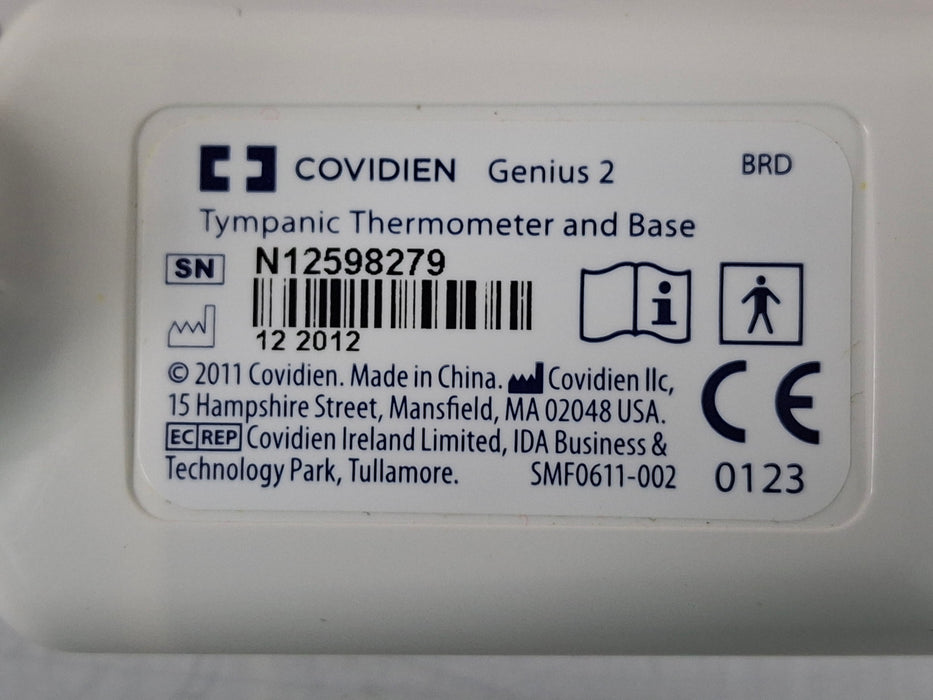 COVIDIEN Genius 2 BRD
Tympanic Thermometer and Base
SN N12598279
12 2012
© 2011 Covidien. Made in China. Covidien llc,
15 Hampshire Street, Mansfield, MA 02048 USA.
EC REP Covidien Ireland Limited, IDA Business &
Technology Park, Tullamore. SMF0611-002
CE
0123